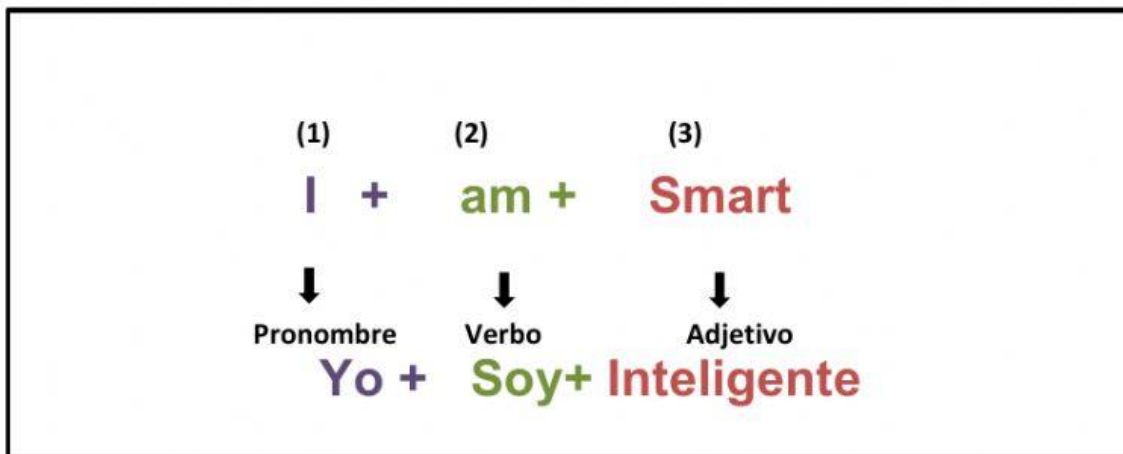 (1) (2) (3)
I + am + Smart
Pronombre Verbo Adjetivo
Yo + Soy+ Inteligente